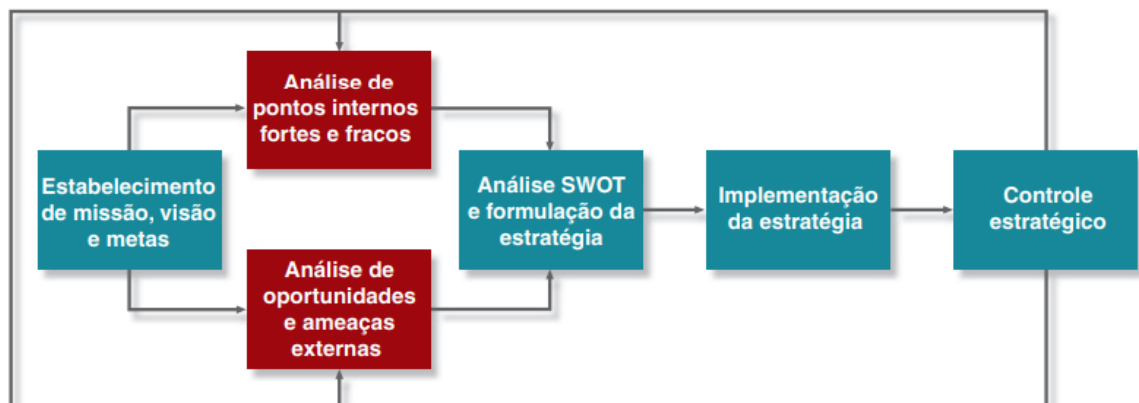 Análise de
pontos internos
fortes e fracos
Estabelecimento
de missão, visão
e metas
Análise de
oportunidades
e ameaças
externas
Análise SWOT
e formulação da
estratégia
Implementação
da estratégia
Controle
estratégico